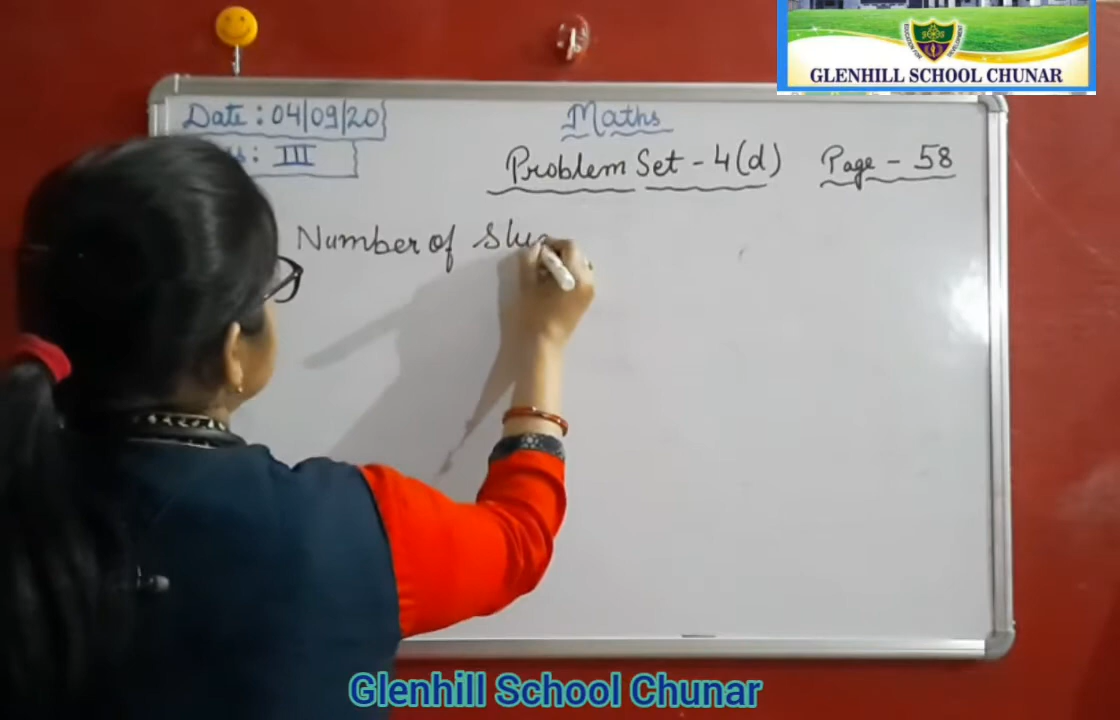 GLENHILL SCHOOL CHUNAR
Date : 04/09/20
Maths
: III
Problem Set - 4(d) Page - 58
Number of
Glenhill School Chunar